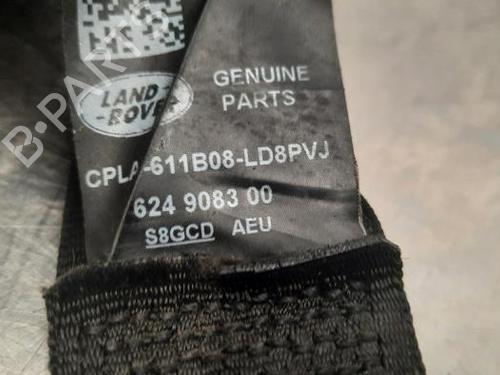 LAND
ROVER
GENUINE
PARTS
CPLA-611B08-LD8PVJ
624 9083 00
S8GCD AEU
B-PARTS